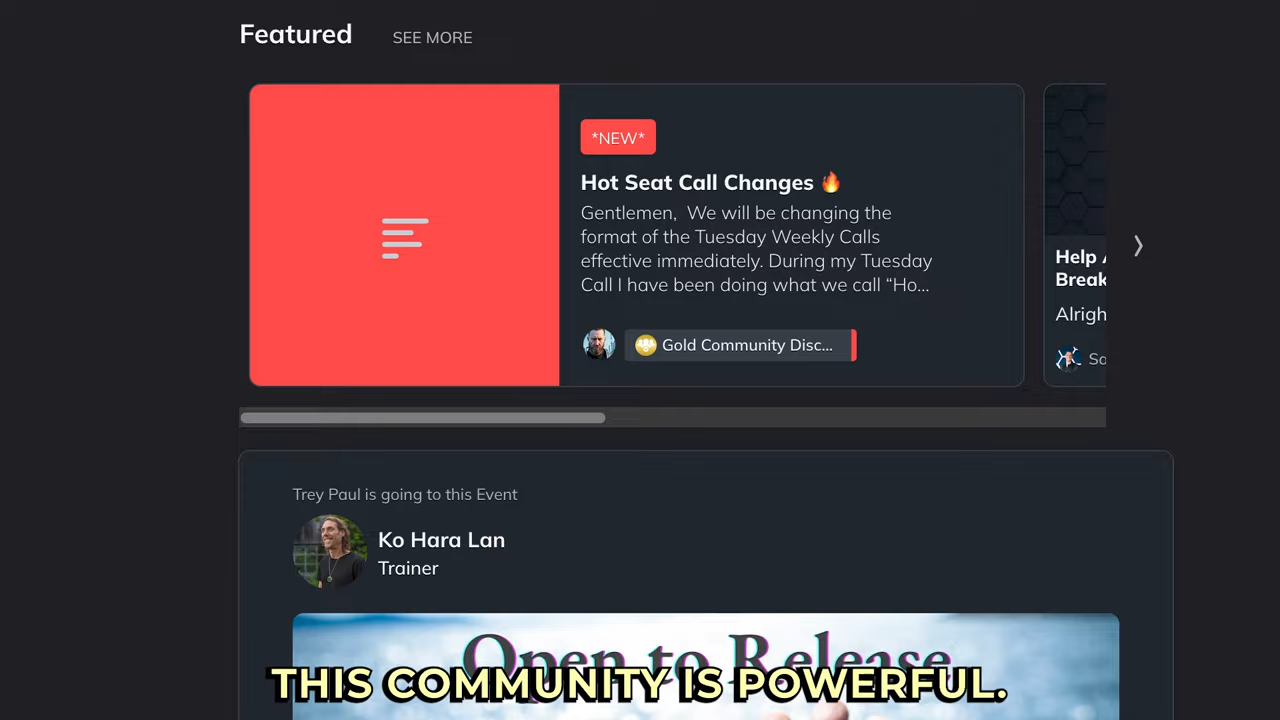 Featured
SEE MORE
*NEW*
Hot Seat Call Changes 🔥
Gentlemen,  We will be changing the
format of the Tuesday Weekly Calls
effective immediately. During my Tuesday
Call I have been doing what we call “Ho...
Gold Community Disc...
Help
Break
Alrigh
Sa
Trey Paul is going to this Event
Ko Hara Lan
Trainer
Open to Release
THIS COMMUNITY IS POWERFUL.